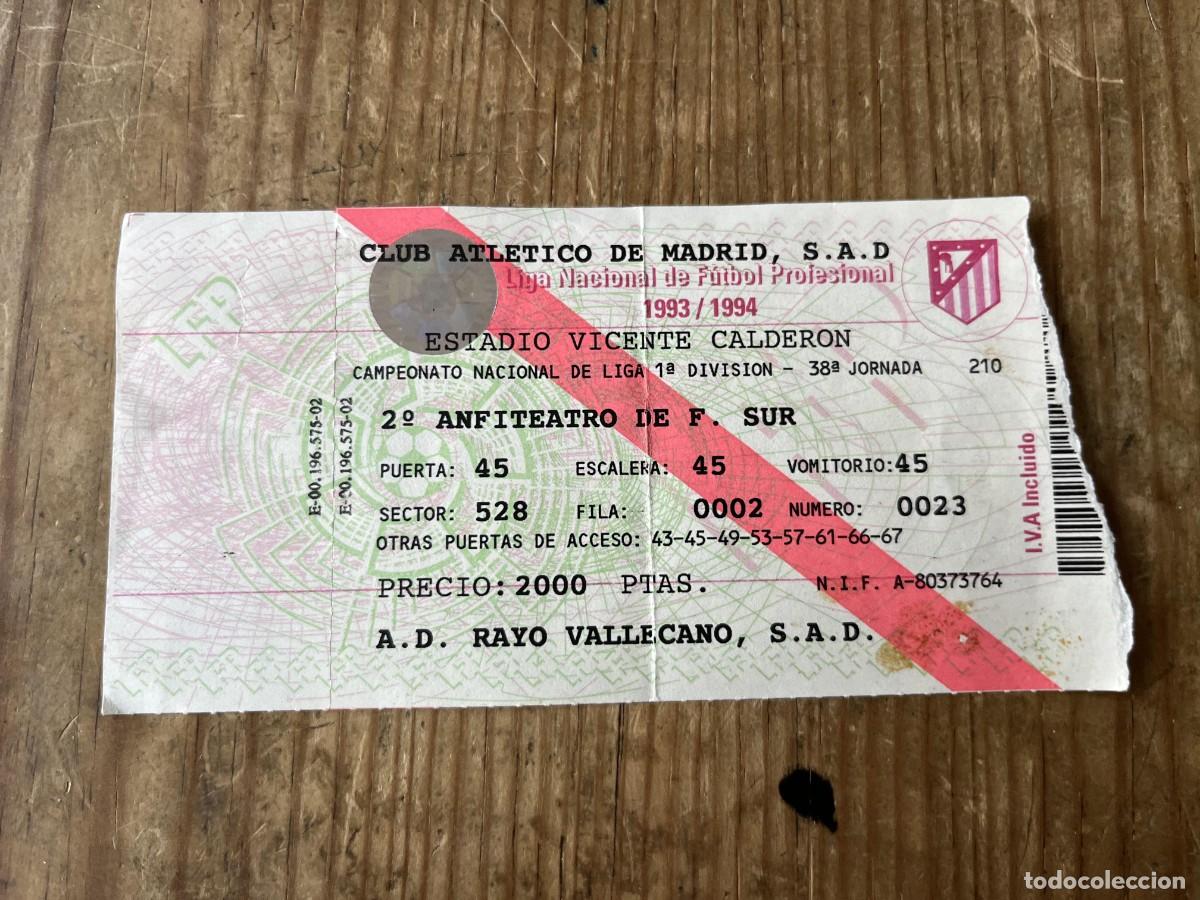 CLUB ATLETICO DE MADRID, S.A.D
Liga Nacional de Fútbol Profesional
1993 / 1994
ESTADIO VICENTE CALDERON
CAMPEONATO NACIONAL DE LIGA 1ª DIVISION - 38ª JORNADA 210
2º ANFITEATRO DE F. SUR
PUERTA: 45 ESCALERA: 45 VOMITORIO: 45
SECTOR: 528 FILA: 0002 NUMERO: 0023
OTRAS PUERTAS DE ACCESO: 43-45-49-53-57-61-66-67
PRECIO: 2000 PTAS. N.I.F. A-80373764
A.D. RAYO VALLECANO, S.A.D.
E-00.196.575-02
E-00.196.575-02
I.V.A Incluido
LFP
todocoleccion